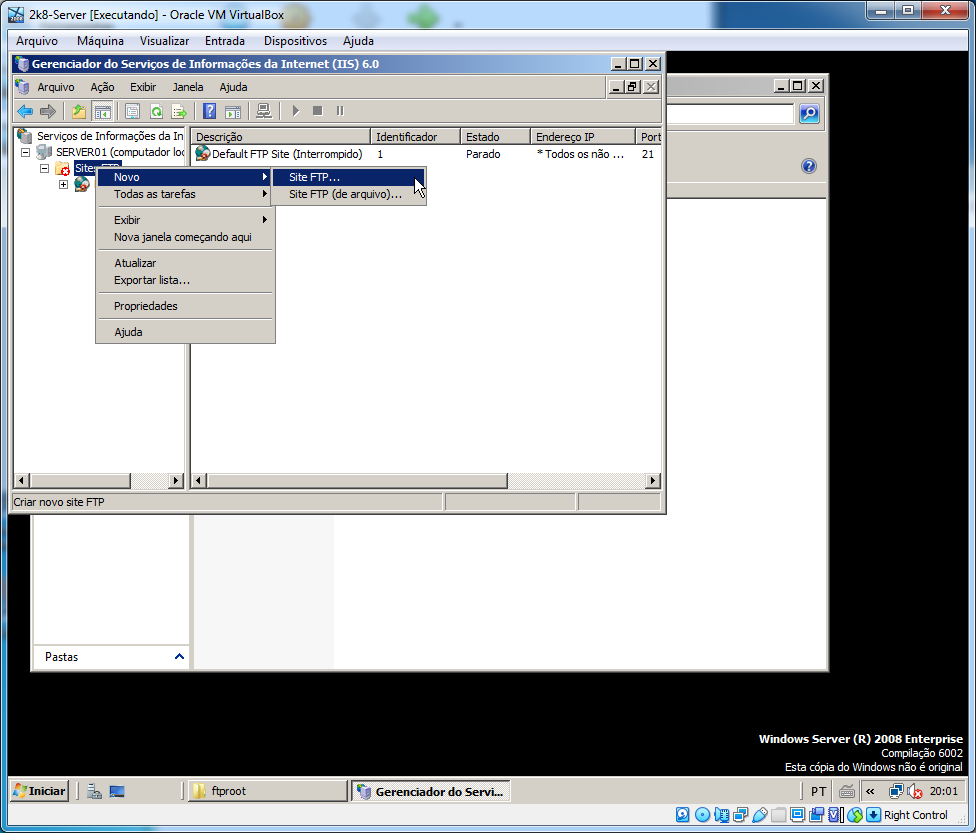 2k8-Server [Executando] - Oracle VM VirtualBox
Arquivo Máquina Visualizar Entrada Dispositivos Ajuda
Gerenciador do Serviços de Informações da Internet (IIS) 6.0
Arquivo Ação Exibir Janela Ajuda
Serviços de Informações da In
SERVER01 (computador loc
Sites FTP
Descrição Identificador Estado Endereço IP Port
Default FTP Site (Interrompido) 1 Parado * Todos os não ... 21
Novo
Todas as tarefas
Exibir
Nova janela começando aqui
Atualizar
Exportar lista...
Propriedades
Ajuda
Site FTP...
Site FTP (de arquivo)...
Criar novo site FTP
Pastas
Windows Server (R) 2008 Enterprise
Compilação 6002
Esta cópia do Windows não é original
Iniciar ftproot Gerenciador do Servi... PT « 20:01
Right Control